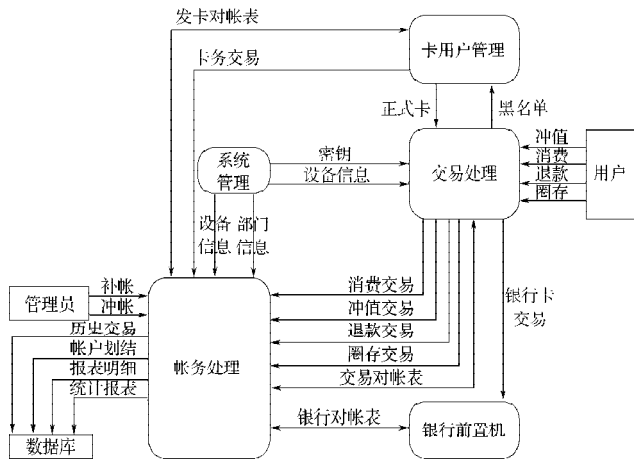 发卡对帐表
卡务交易
卡用户管理
正式卡
黑名单
系统
管理
密钥
设备信息
交易处理
冲值
消费
退款
圈存
用户
设备
信息
部门
信息
管理员
补帐
冲帐
历史交易
帐户划结
报表明细
统计报表
帐务处理
消费交易
冲值交易
退款交易
圈存交易
交易对帐表
银行卡
交易
银行对帐表
银行前置机
数据库